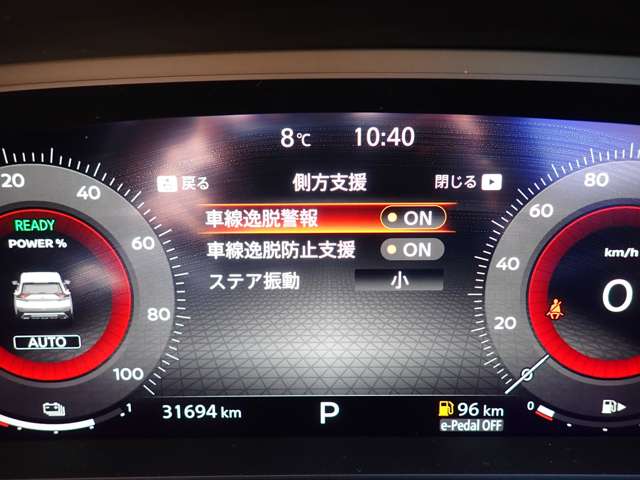 8℃ 10:40
戻る 側方支援 閉じる
車線逸脱警報 ON
車線逸脱防止支援 ON
ステア振動 小
20
40
60
80
100
READY
POWER %
AUTO
80
60
40
20
0
km/h
0
1
0
31694 km
P
96 km
e-Pedal OFF